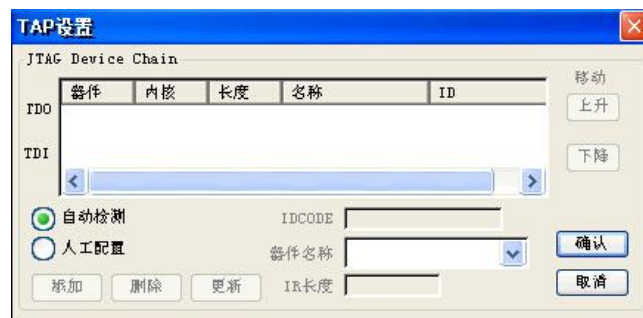 TAP设置
JTAG Device Chain
器件 内核 长度 名称 ID
移动
TDO
上升
TDI
下降
自动检测 IDCODE
人工配置 器件名称 确认
添加 删除 更新 IR长度 取消